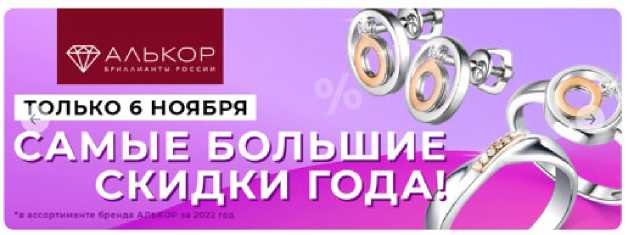 АЛЬКОР
БРИЛЛИАНТЫ РОССИИ
ТОЛЬКО 6 НОЯБРЯ
%
САМЫЕ БОЛЬШИЕ
СКИДКИ ГОДА!
*в ассортименте бренда АЛЬКОР за 2022 год